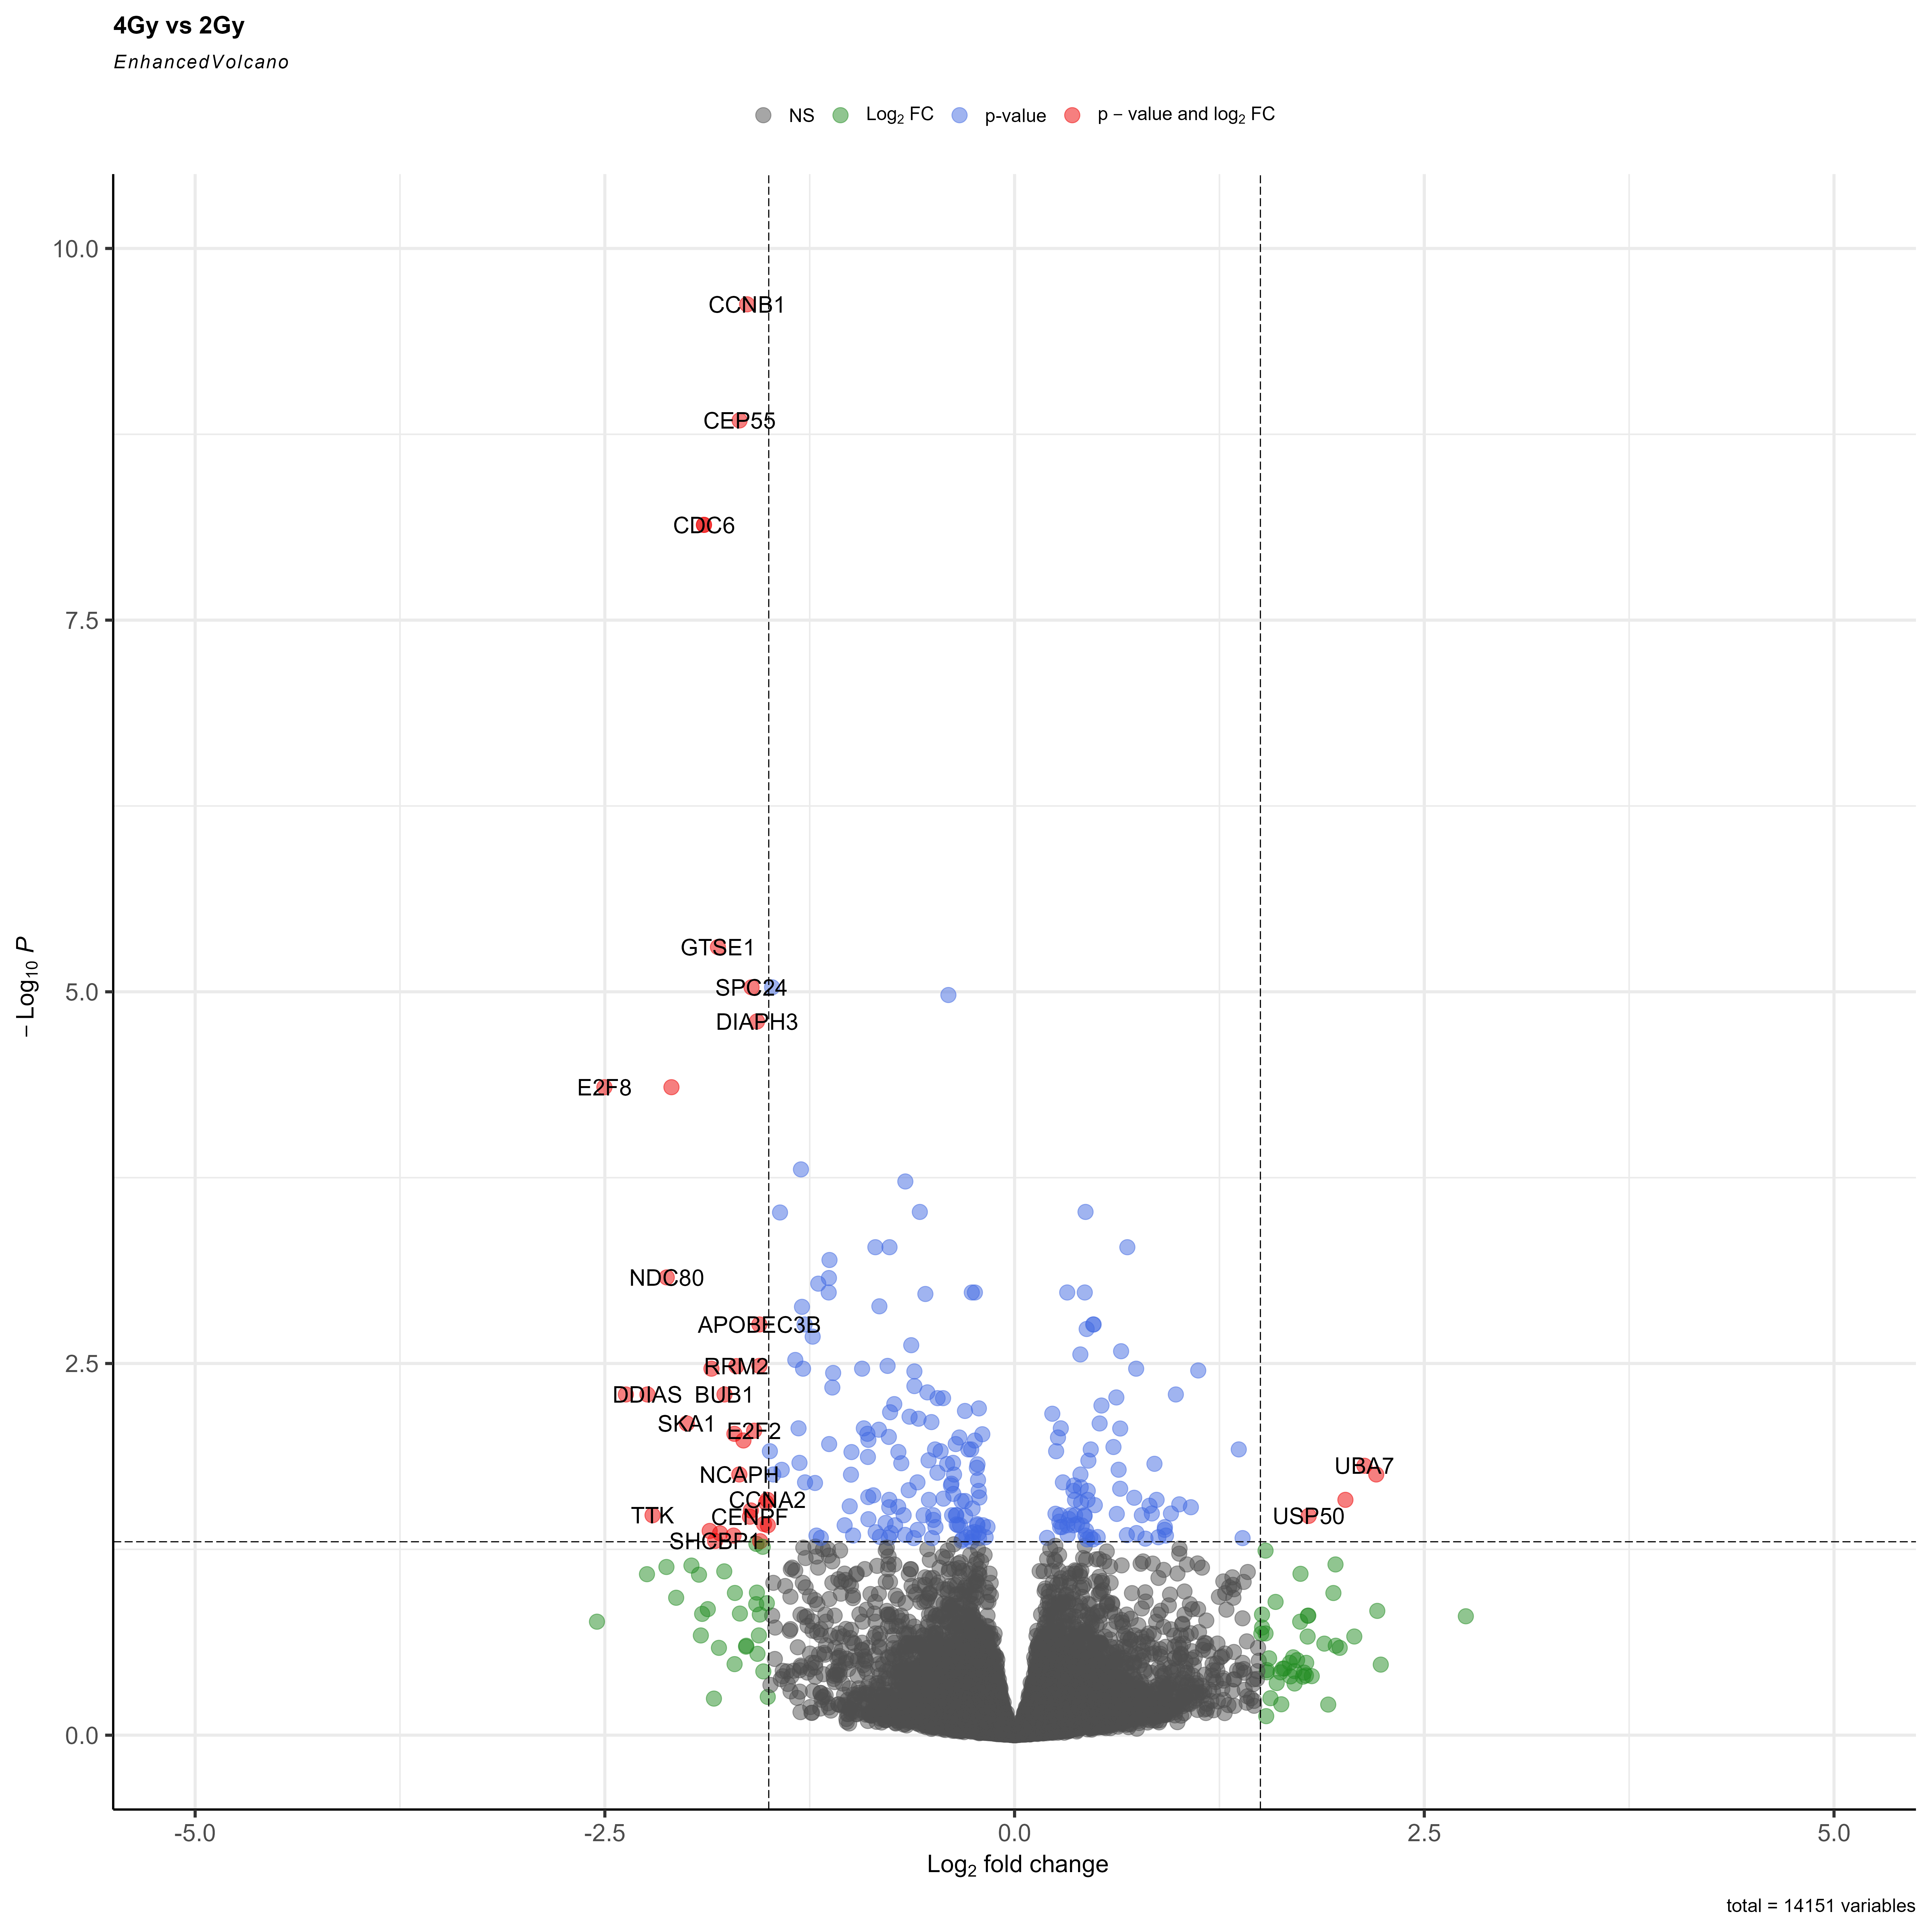 4Gy vs 2Gy
EnhancedVolcano
NS Log2 FC p-value p − value and log2 FC
10.0
7.5
5.0
2.5
0.0
− Log10 P
CCNB1
CEP55
CDC6
GTSE1
SPC24
DIAPH3
E2F8
NDC80
APOBEC3B
RRM2
DDIAS BUB1
SKA1
E2F2
UBA7
NCAPH
CCNA2
TTK CENPF USP50
SHCBP1
-5.0 -2.5 0.0 2.5 5.0
Log2 fold change
total = 14151 variables